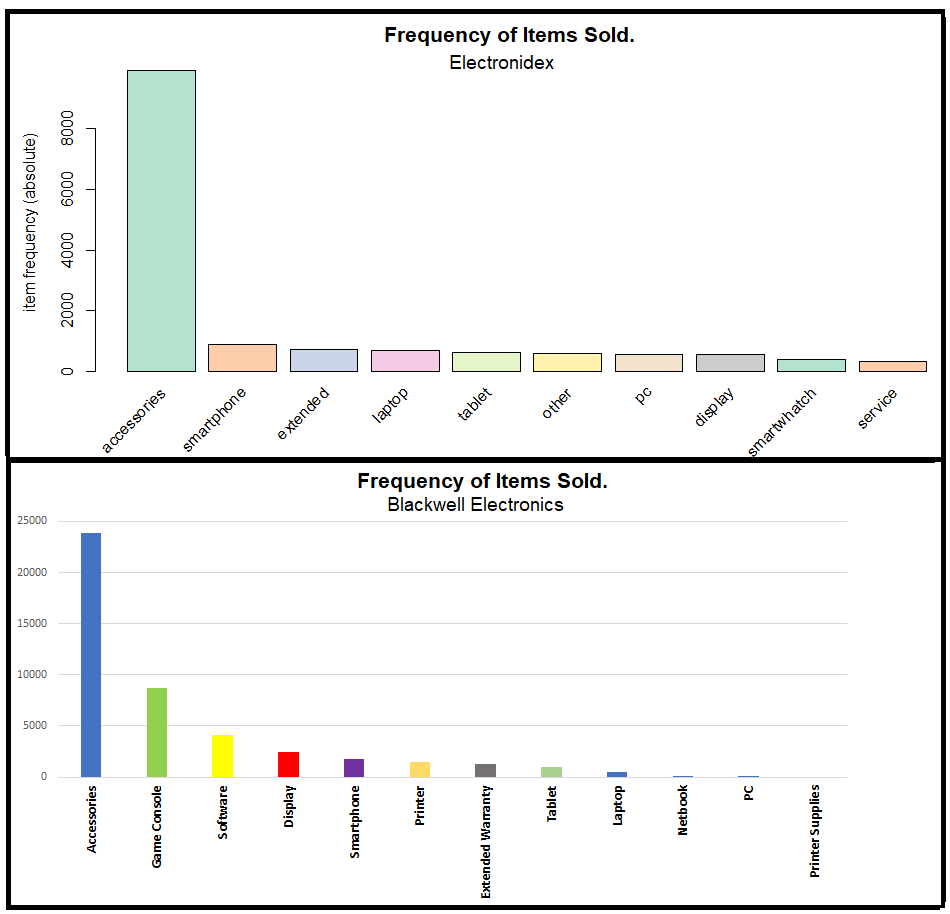 Frequency of Items Sold.
Electronidex
item frequency (absolute)
8000
6000
4000
2000
0
accessories
smartphone
extended
laptop
tablet
other
pc
display
smartwhatch
service
Frequency of Items Sold.
Blackwell Electronics
25000
20000
15000
10000
5000
0
Accessories
Game Console
Software
Display
Smartphone
Printer
Extended Warranty
Tablet
Laptop
Netbook
PC
Printer Supplies